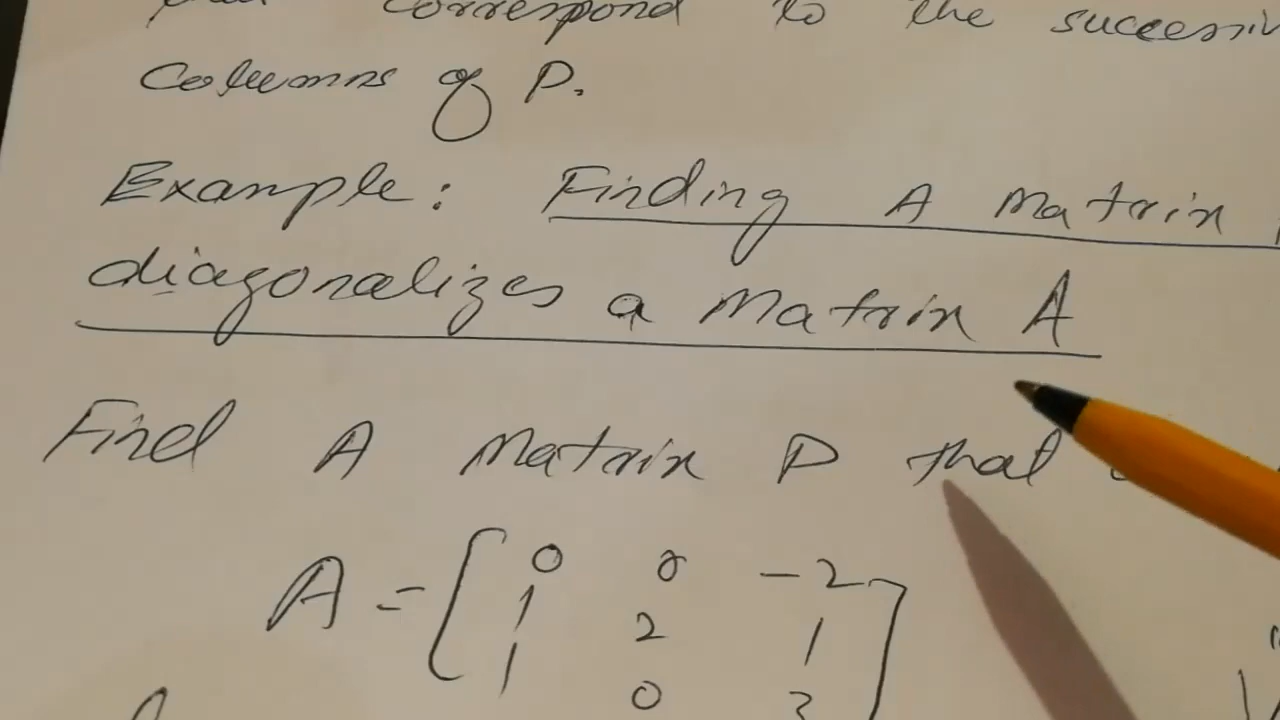 correspond to the successiv
Columns of P.
Example: Finding A Matrix
diagonalizes a Matrix A
Find A Matrix P that
A = [ 0 0 -2
1 2 1 ]
1 0 3